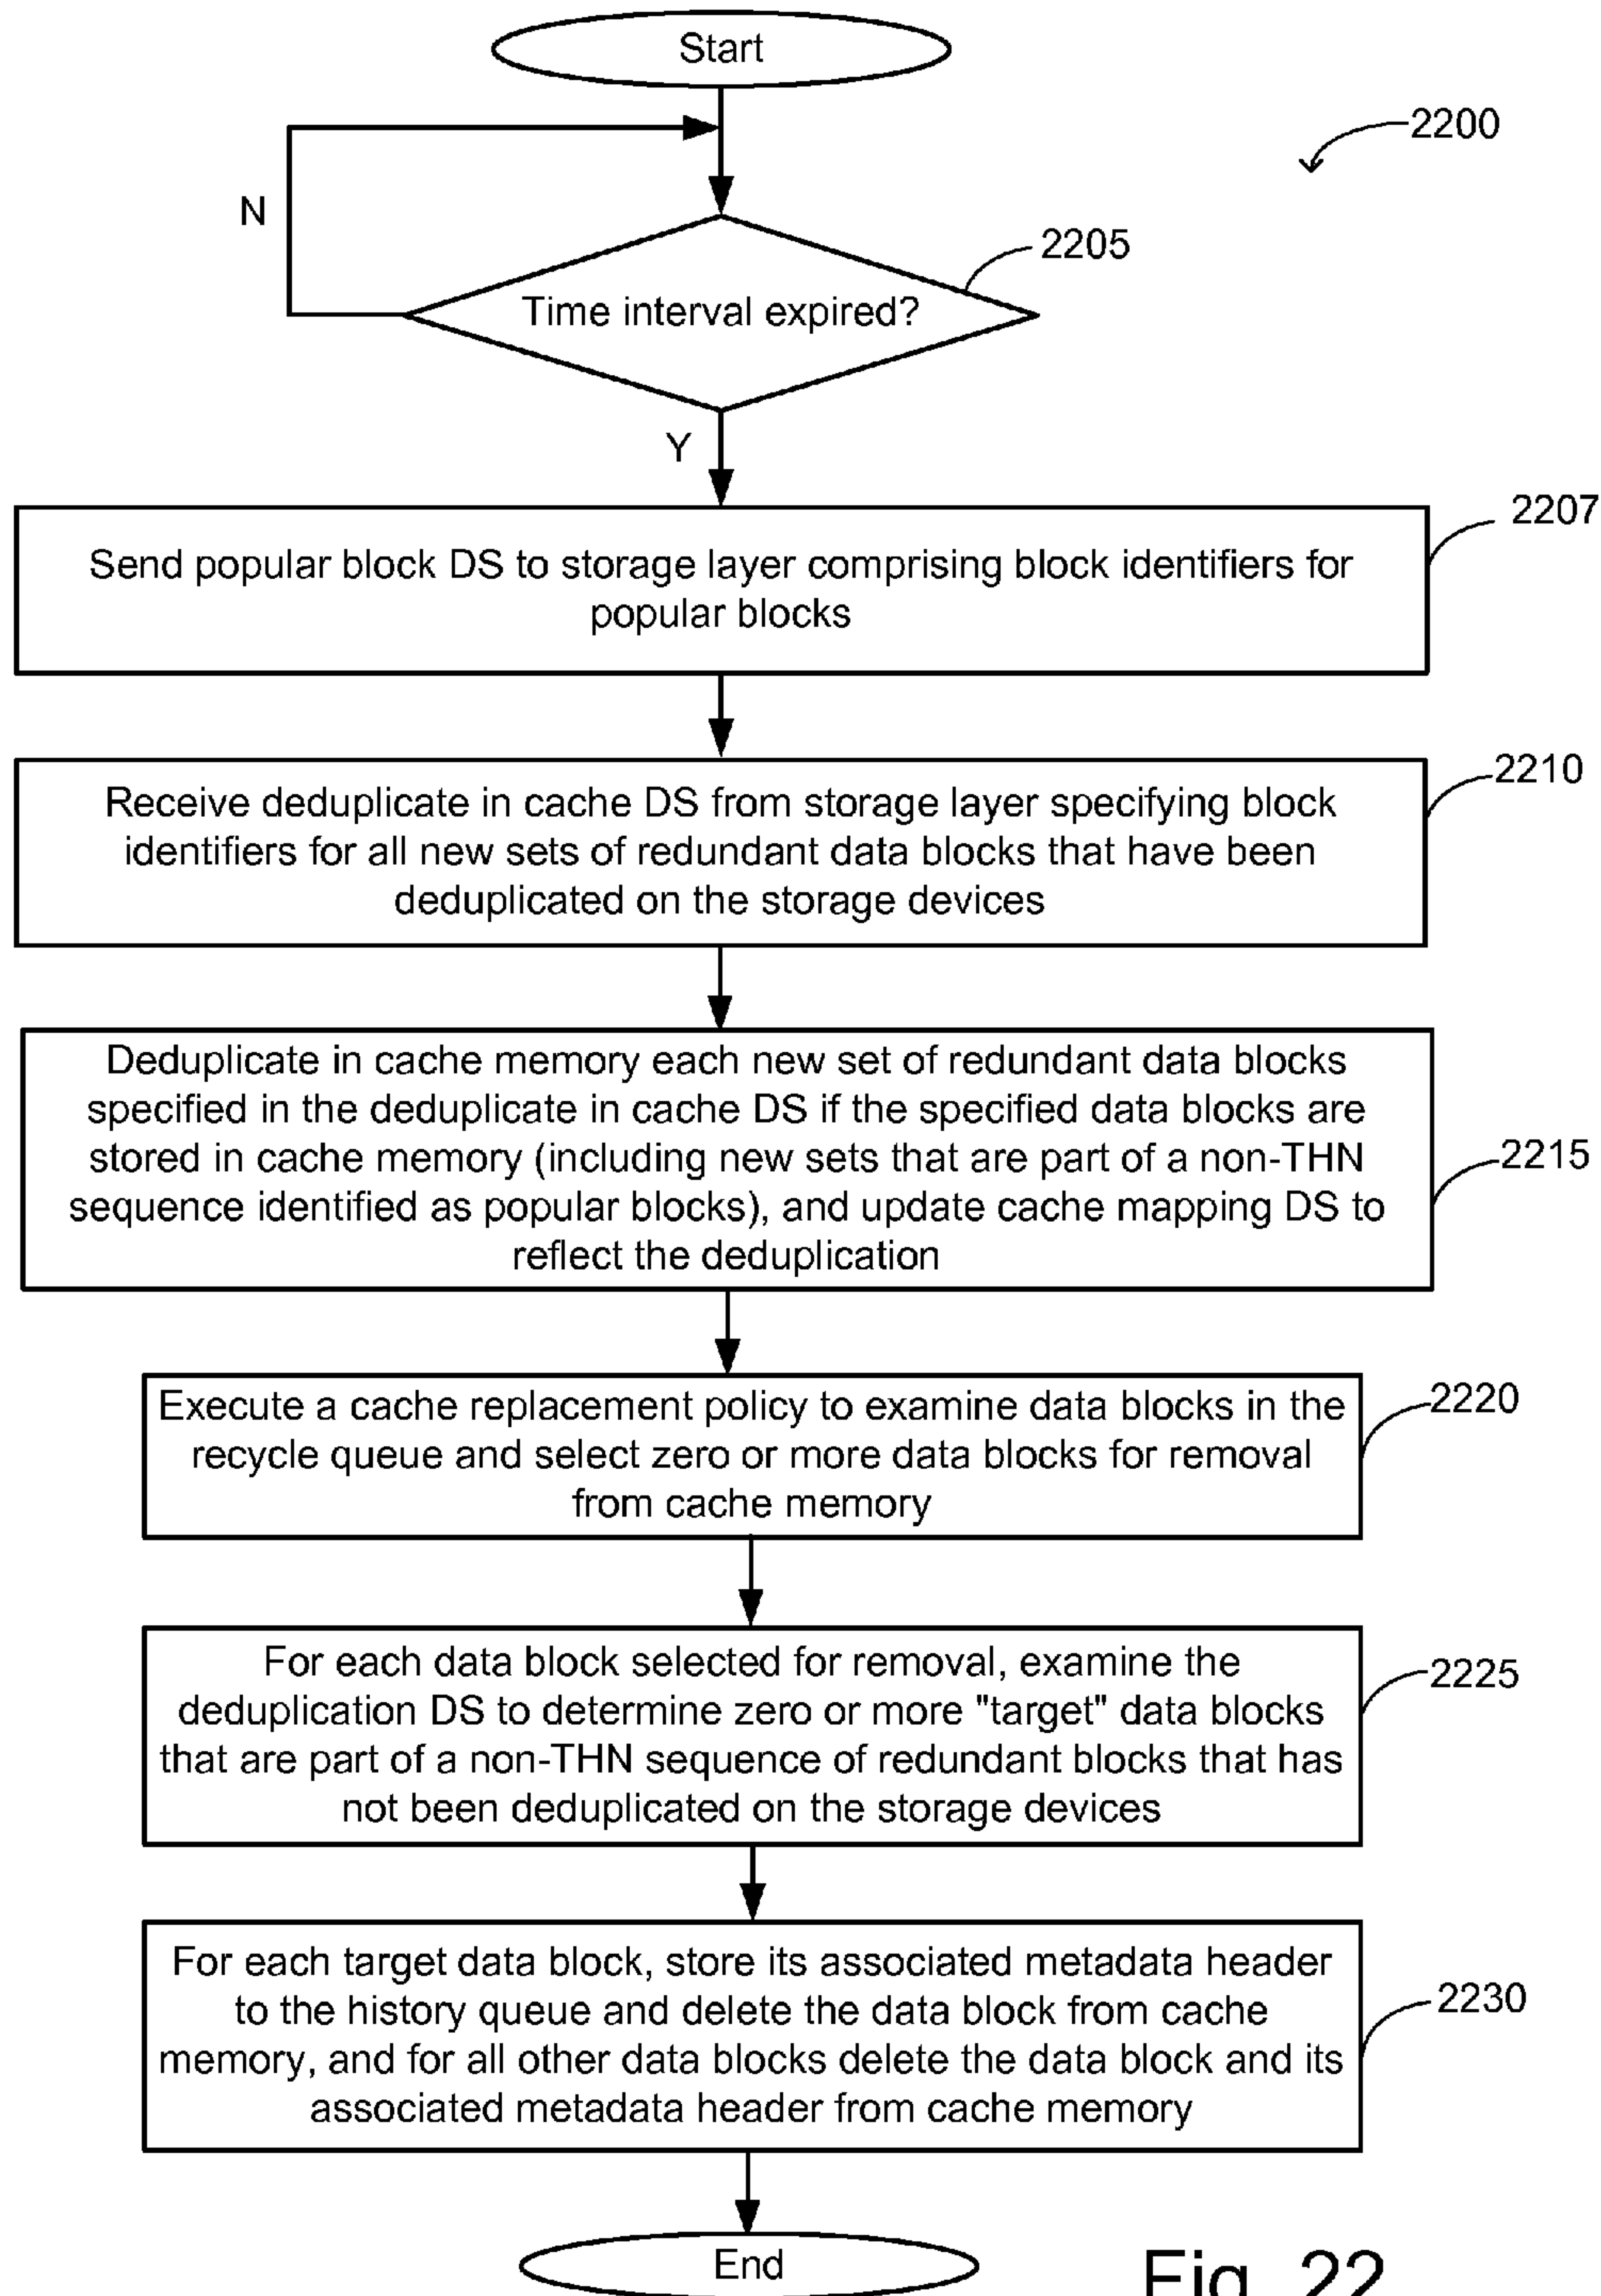 Start
2200
N
2205
Time interval expired?
Y
2207
Send popular block DS to storage layer comprising block identifiers for
popular blocks
2210
Receive deduplicate in cache DS from storage layer specifying block
identifiers for all new sets of redundant data blocks that have been
deduplicated on the storage devices
Deduplicate in cache memory each new set of redundant data blocks
specified in the deduplicate in cache DS if the specified data blocks are
stored in cache memory (including new sets that are part of a non-THN
sequence identified as popular blocks), and update cache mapping DS to
reflect the deduplication
2215
Execute a cache replacement policy to examine data blocks in the
recycle queue and select zero or more data blocks for removal
from cache memory
2220
For each data block selected for removal, examine the
deduplication DS to determine zero or more "target" data blocks
that are part of a non-THN sequence of redundant blocks that has
not been deduplicated on the storage devices
2225
For each target data block, store its associated metadata header
to the history queue and delete the data block from cache
memory, and for all other data blocks delete the data block and its
associated metadata header from cache memory
2230
End
Fig. 22